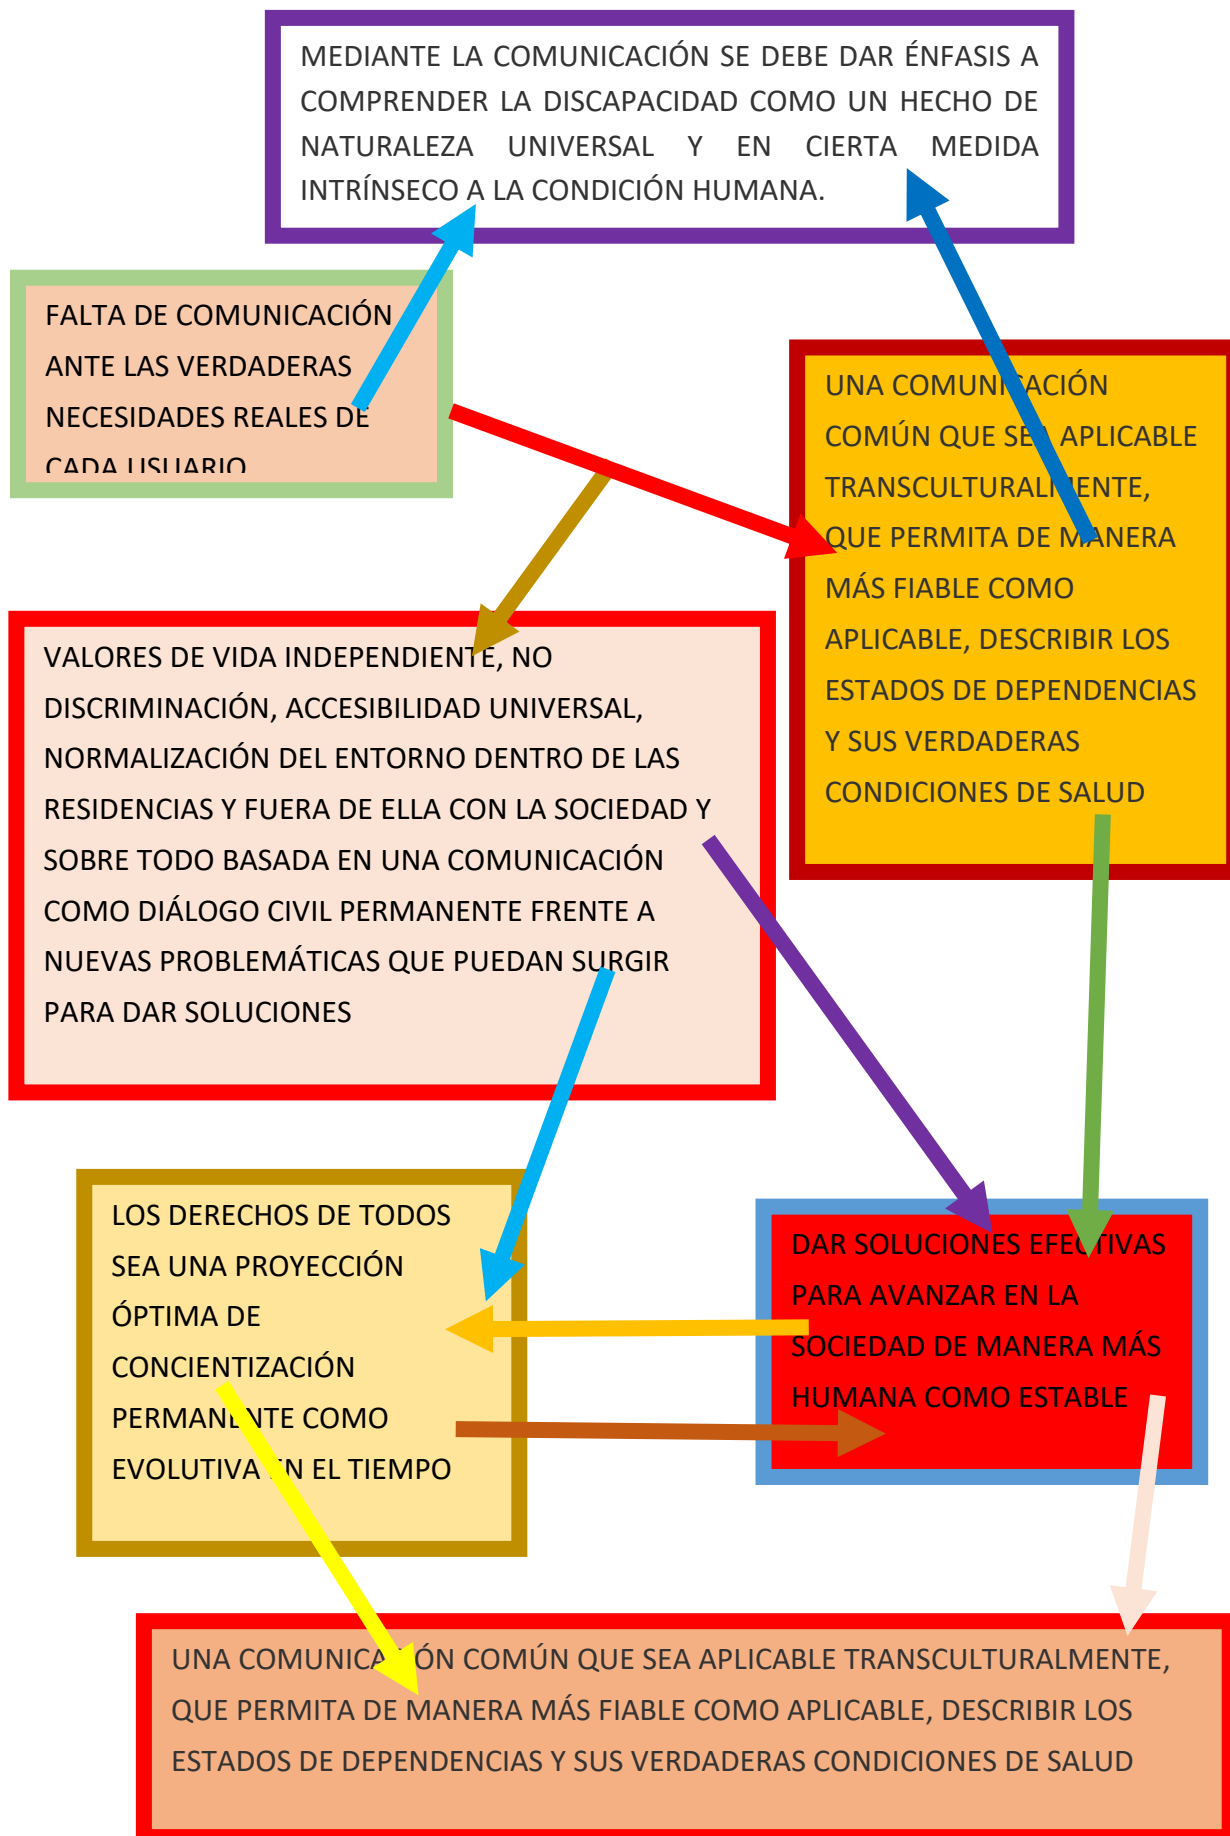 MEDIANTE LA COMUNICACIÓN SE DEBE DAR ÉNFASIS A
COMPRENDER LA DISCAPACIDAD COMO UN HECHO DE
NATURALEZA UNIVERSAL Y EN CIERTA MEDIDA
INTRÍNSECO A LA CONDICIÓN HUMANA.
FALTA DE COMUNICACIÓN
ANTE LAS VERDADERAS
NECESIDADES REALES DE
CADA USUARIO
UNA COMUNICACIÓN
COMÚN QUE SEA APLICABLE
TRANSCULTURALMENTE,
QUE PERMITA DE MANERA
MÁS FIABLE COMO
APLICABLE, DESCRIBIR LOS
ESTADOS DE DEPENDENCIAS
Y SUS VERDADERAS
CONDICIONES DE SALUD
VALORES DE VIDA INDEPENDIENTE, NO
DISCRIMINACIÓN, ACCESIBILIDAD UNIVERSAL,
NORMALIZACIÓN DEL ENTORNO DENTRO DE LAS
RESIDENCIAS Y FUERA DE ELLA CON LA SOCIEDAD Y
SOBRE TODO BASADA EN UNA COMUNICACIÓN
COMO DIÁLOGO CIVIL PERMANENTE FRENTE A
NUEVAS PROBLEMÁTICAS QUE PUEDAN SURGIR
PARA DAR SOLUCIONES
LOS DERECHOS DE TODOS
SEA UNA PROYECCIÓN
ÓPTIMA DE
CONCIENTIZACIÓN
PERMANENTE COMO
EVOLUTIVA EN EL TIEMPO
DAR SOLUCIONES EFECTIVAS
PARA AVANZAR EN LA
SOCIEDAD DE MANERA MÁS
HUMANA COMO ESTABLE
UNA COMUNICACIÓN COMÚN QUE SEA APLICABLE TRANSCULTURALMENTE,
QUE PERMITA DE MANERA MÁS FIABLE COMO APLICABLE, DESCRIBIR LOS
ESTADOS DE DEPENDENCIAS Y SUS VERDADERAS CONDICIONES DE SALUD